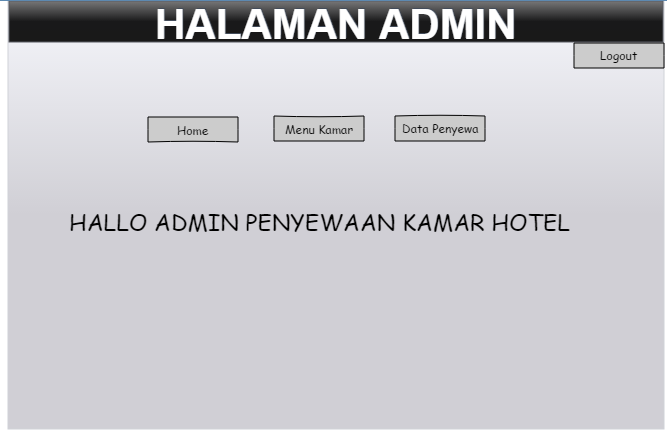 HALAMAN ADMIN
Logout
Home
Menu Kamar
Data Penyewa
HALLO ADMIN PENYEWAAN KAMAR HOTEL